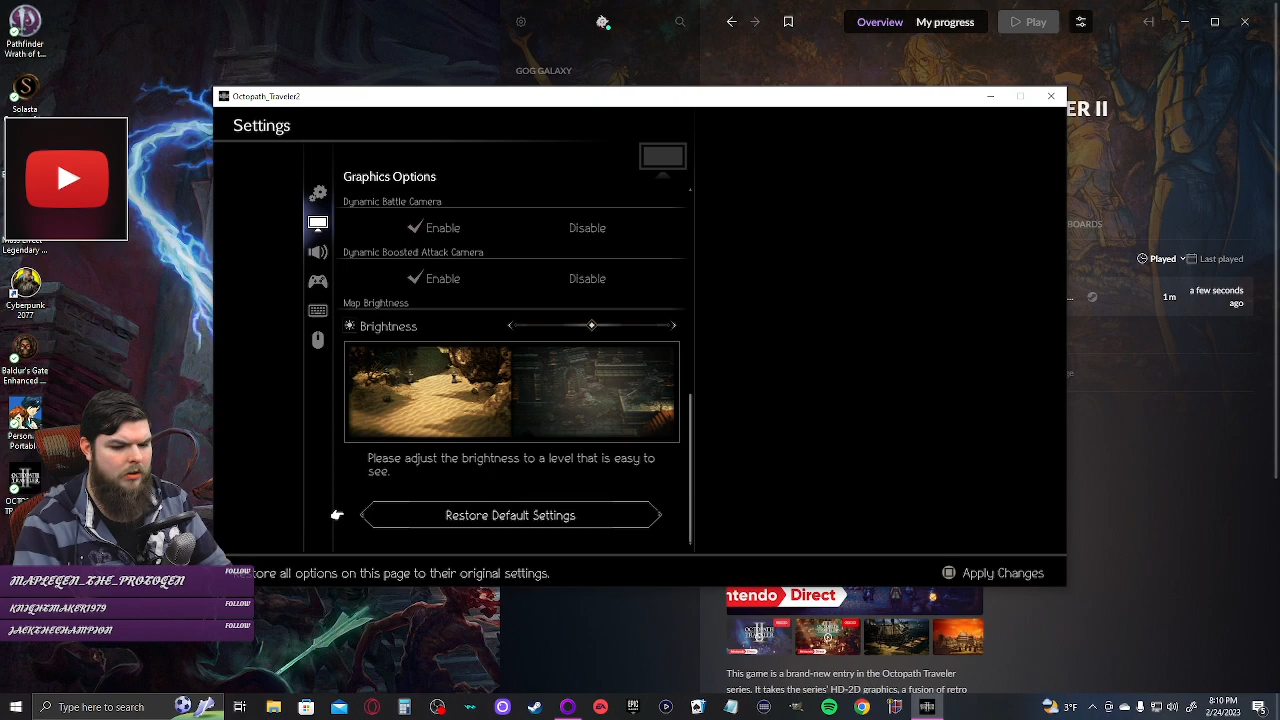 Pathfinder ...
Solasta
Legendary...
Cyberpunk
2077
Baldur's Gate
Enhanced
GOG GALAXY
Overview
My progress
Play
ER II
BOARDS
Played
Last played
1m
a few seconds
ago
Octopath_Traveler2
Settings
Graphics Options
Dynamic Battle Camera
Enable
Disable
Dynamic Boosted Attack Camera
Enable
Disable
Map Brightness
Brightness
Please adjust the brightness to a level that is easy to
see.
Restore Default Settings
store all options on this page to their original settings.
Apply Changes
FOLLOW
FOLLOW
FOLLOW
JACKTHECHAMPION
ntendo Direct
This game is a brand-new entry in the Octopath Traveler
series. It takes the series' HD-2D graphics, a fusion of retro
Type here to search
EA
EPIC
8:10 PM
2/24/2023